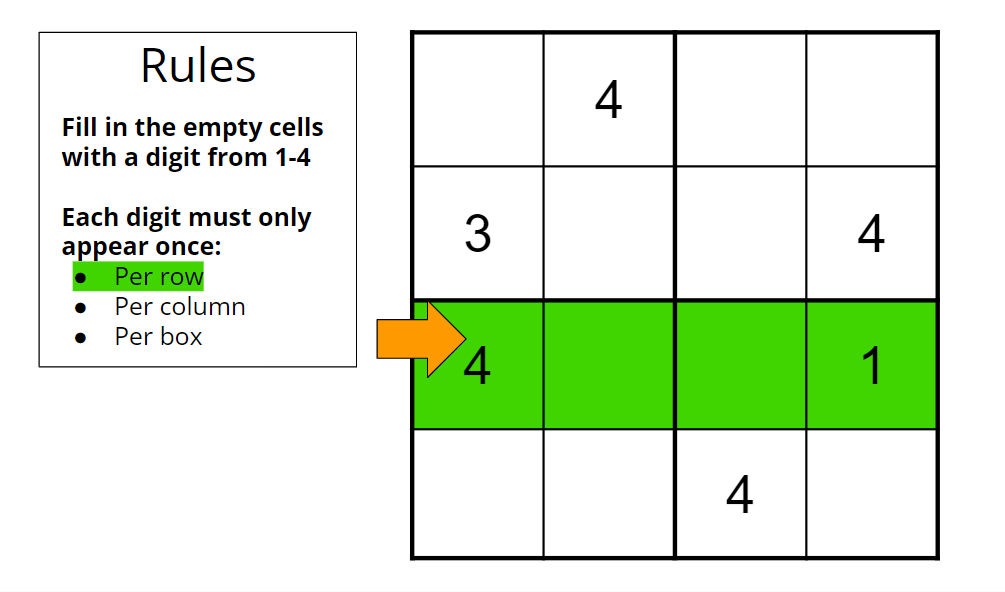 Rules
Fill in the empty cells
with a digit from 1-4
Each digit must only
appear once:
● Per row
● Per column
● Per box
4
3 4
4 1
4